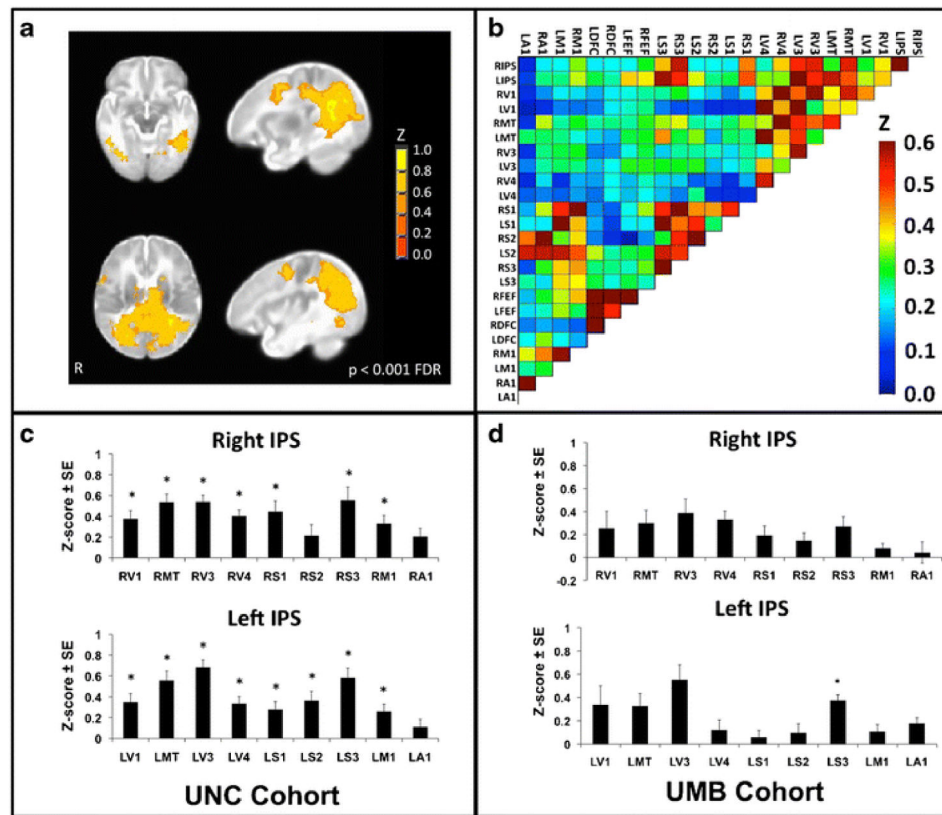 a
Z
1.0
0.8
0.6
0.4
0.2
0.0
R
p < 0.001 FDR
b
LA1 RA1 LM1 RM1 LDFC RDFC LFEF RFEF LS3 RS3 LS2 RS2 LS1 RS1 LV4 RV4 LV3 RV3 LMT RMT LV1 RV1 LIPS RIPS
RIPS
LIPS
RV1
LV1
RMT
LMT
RV3
LV3
RV4
LV4
RS1
LS1
RS2
LS2
RS3
LS3
RFEF
LFEF
RDFC
LDFC
RM1
LM1
RA1
LA1
Z
0.6
0.5
0.4
0.3
0.2
0.1
0.0
c
Right IPS
Z-score ± SE
1
0.8
0.6
0.4
0.2
0
* * * * * * *
RV1 RMT RV3 RV4 RS1 RS2 RS3 RM1 RA1
Left IPS
Z-score ± SE
1
0.8
0.6
0.4
0.2
0
* * * * * * * *
LV1 LMT LV3 LV4 LS1 LS2 LS3 LM1 LA1
UNC Cohort
d
Right IPS
Z-score ± SE
1
0.8
0.6
0.4
0.2
0
-0.2
RV1 RMT RV3 RV4 RS1 RS2 RS3 RM1 RA1
Left IPS
Z-score ± SE
1
0.8
0.6
0.4
0.2
0
*
LV1 LMT LV3 LV4 LS1 LS2 LS3 LM1 LA1
UMB Cohort